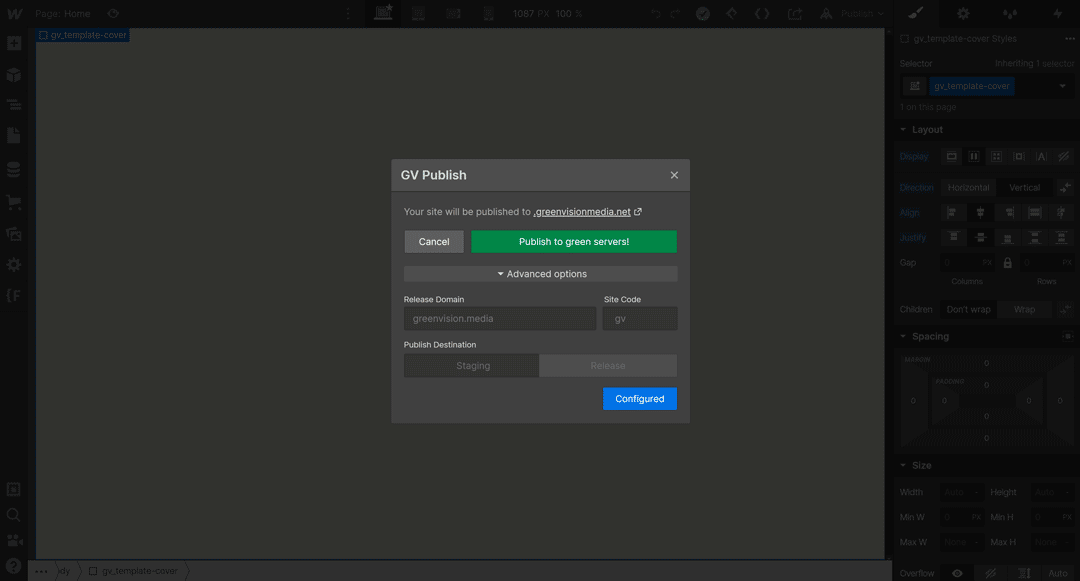 Page: Home
1087 PX 100 %
Publish
gv_template-cover
GV Publish
Your site will be published to .greenvisionmedia.net
Cancel
Publish to green servers!
Advanced options
Release Domain
Site Code
greenvision.media
gv
Publish Destination
Staging
Release
Configured
gv_template-cover Styles
Selector
Inheriting 1 selector
gv_template-cover
1 on this page
Layout
Display
Direction
Horizontal
Vertical
Align
Justify
Gap
0 PX
0 PX
Columns
Rows
Children
Don't wrap
Wrap
Spacing
MARGIN
0
PADDING
0
0 0 0 0
0
0
Size
Width Auto Height Auto
Min W 0 PX Min H 0 PX
Max W None Max H None
Overflow Auto
dy
gv_template-cover